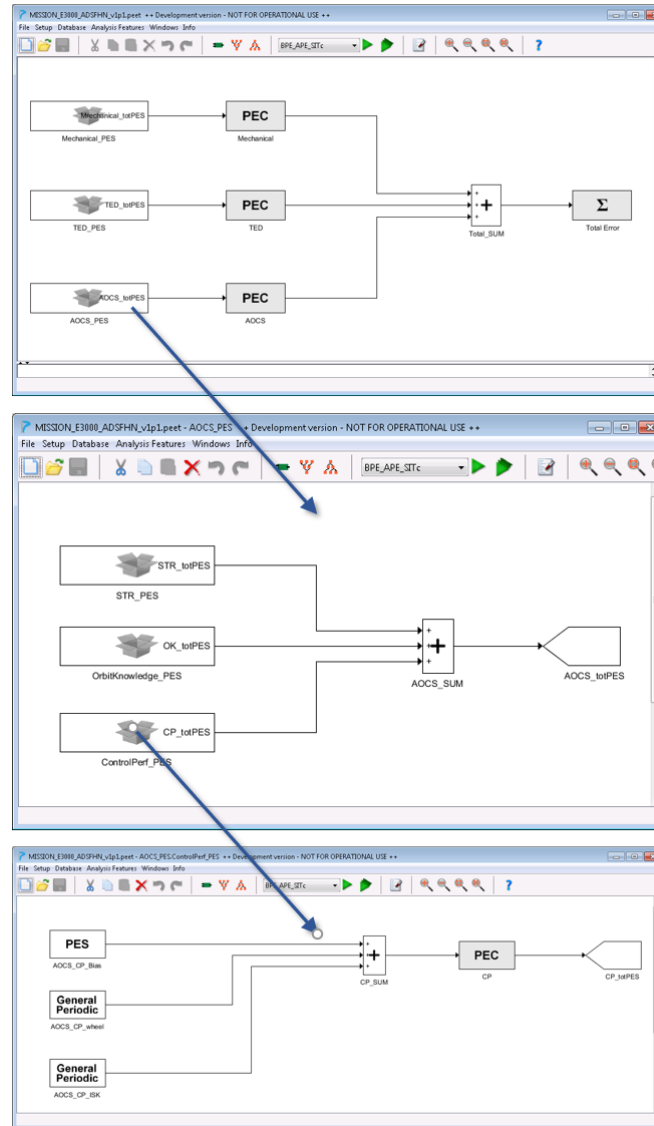 MISSION_E3000_ADSFHN_v1p1.peet ++ Development version - NOT FOR OPERATIONAL USE ++
File Setup Database Analysis Features Windows Info
BPE_APE_SITc
?
Mechanical_totPES
PEC
Mechanical_PES
Mechanical
TED_totPES
PEC
+
+
+
+
Σ
TED_PES
TED
Total_SUM
Total Error
AOCS_totPES
PEC
AOCS_PES
AOCS
MISSION_E3000_ADSFHN_v1p1.peet - AOCS_PES ++ Development version - NOT FOR OPERATIONAL USE ++
File Setup Database Analysis Features Windows Info
BPE_APE_SITc
STR_totPES
STR_PES
OK_totPES
+
+
+
+
OrbitKnowledge_PES
AOCS_SUM
AOCS_totPES
CP_totPES
ControlPerf_PES
MISSION_E3000_ADSFHN_v1p1.peet - AOCS_PES.ControlPerf_PES ++ Development version - NOT FOR OPERATIONAL USE ++
File Setup Database Analysis Features Windows Info
BPE_APE_SITc
?
PES
AOCS_CP_Bias
+
+
+
+
PEC
CP_SUM
CP
CP_totPES
General
Periodic
AOCS_CP_wheel
General
Periodic
AOCS_CP_ISK